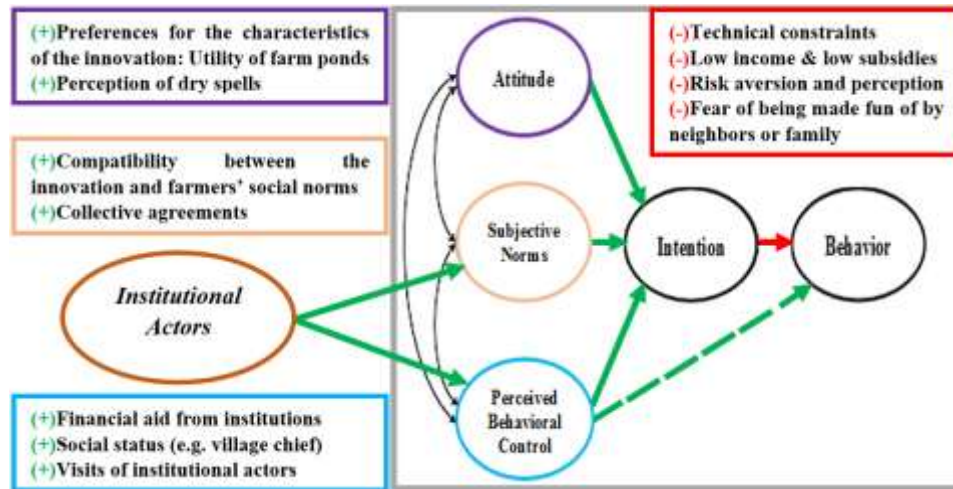 (+)Preferences for the characteristics
of the innovation: Utility of farm ponds
(+)Perception of dry spells
(+)Compatibility between the
innovation and farmers' social norms
(+)Collective agreements
Institutional
Actors
(+)Financial aid from institutions
(+)Social status (e.g. village chief)
(+)Visits of institutional actors
Attitude
Subjective
Norms
Perceived
Behavioral
Control
Intention
Behavior
(-)Technical constraints
(-)Low income & low subsidies
(-)Risk aversion and perception
(-)Fear of being made fun of by
neighbors or family